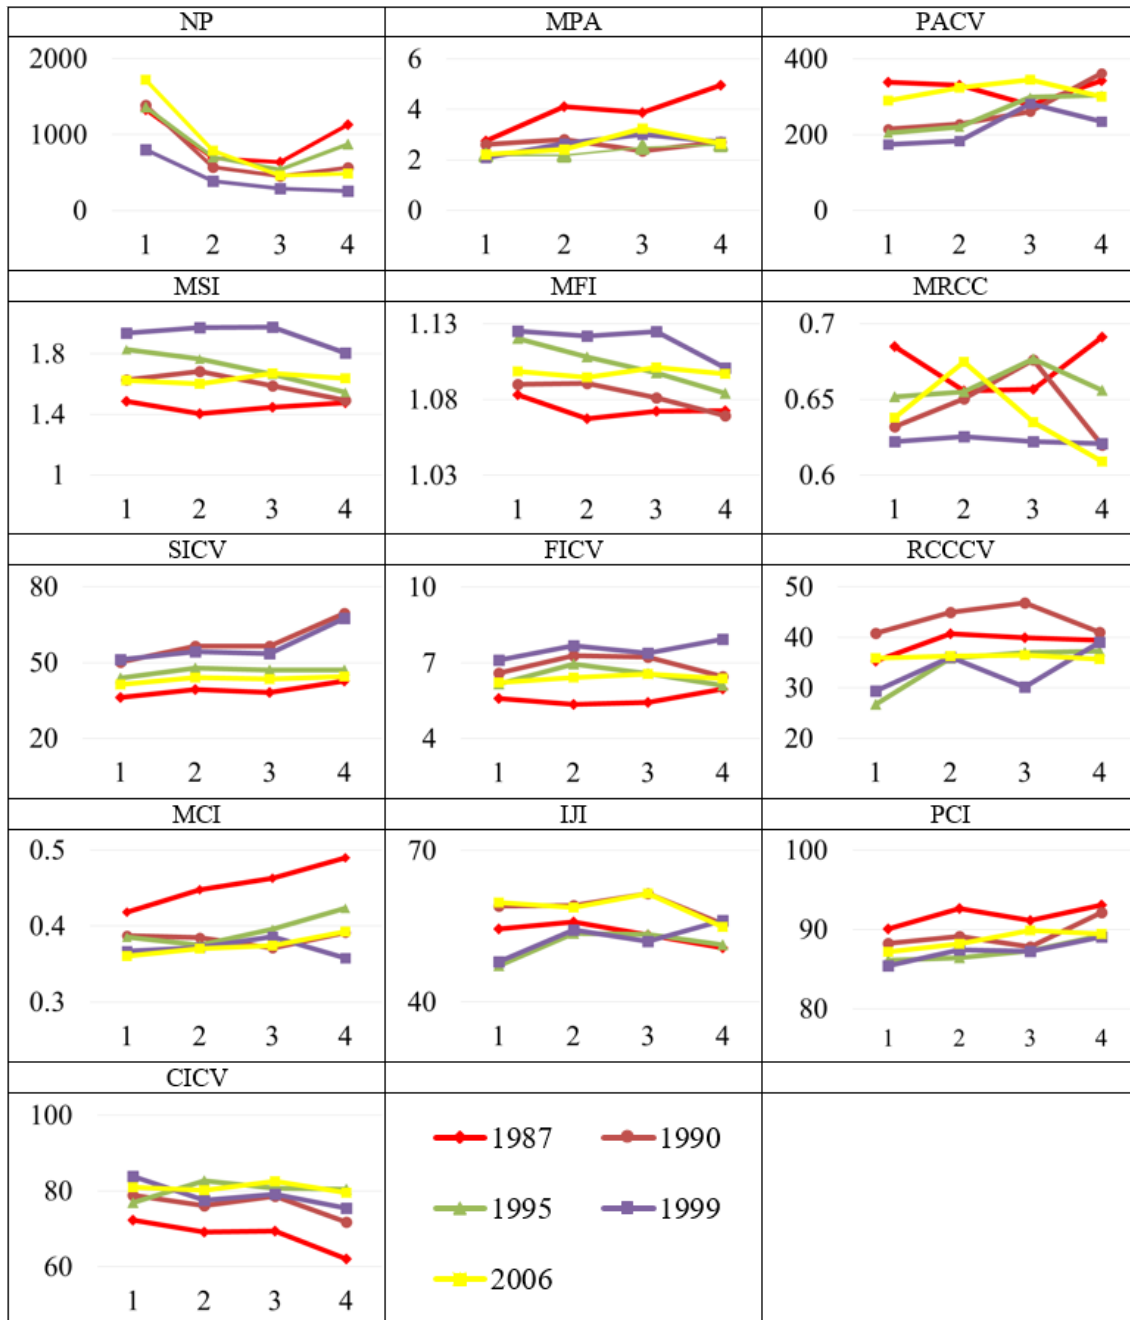 NP MPA PACV
2000 6 400
4
1000 200
2
0 0 0
1 2 3 4 1 2 3 4 1 2 3 4
MSI MFI MRCC
1.13 0.7
1.8
1.08 0.65
1.4
1 1.03 0.6
1 2 3 4 1 2 3 4 1 2 3 4
SICV FICV RCCCV
80 10 50
40
50 7
30
20 4 20
1 2 3 4 1 2 3 4 1 2 3 4
MCI IJI PCI
0.5 70 100
0.4 90
0.3 40 80
1 2 3 4 1 2 3 4 1 2 3 4
CICV
100
1987 1990
80
1995 1999
60
2006
1 2 3 4